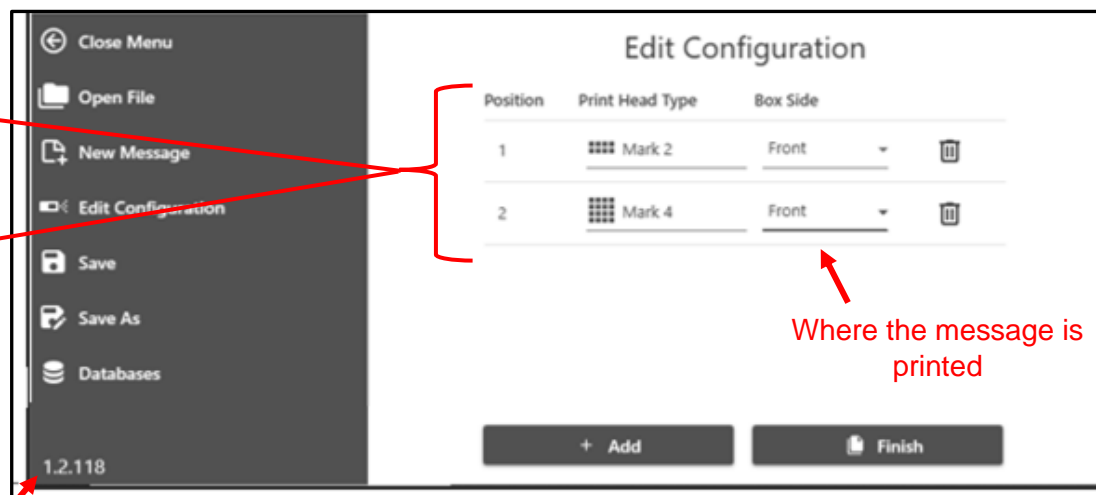 Close Menu
Open File
New Message
Edit Configuration
Save
Save As
Databases
1.2.118
Edit Configuration
Position Print Head Type Box Side
1 Mark 2 Front
2 Mark 4 Front
Where the message is
printed
+ Add Finish